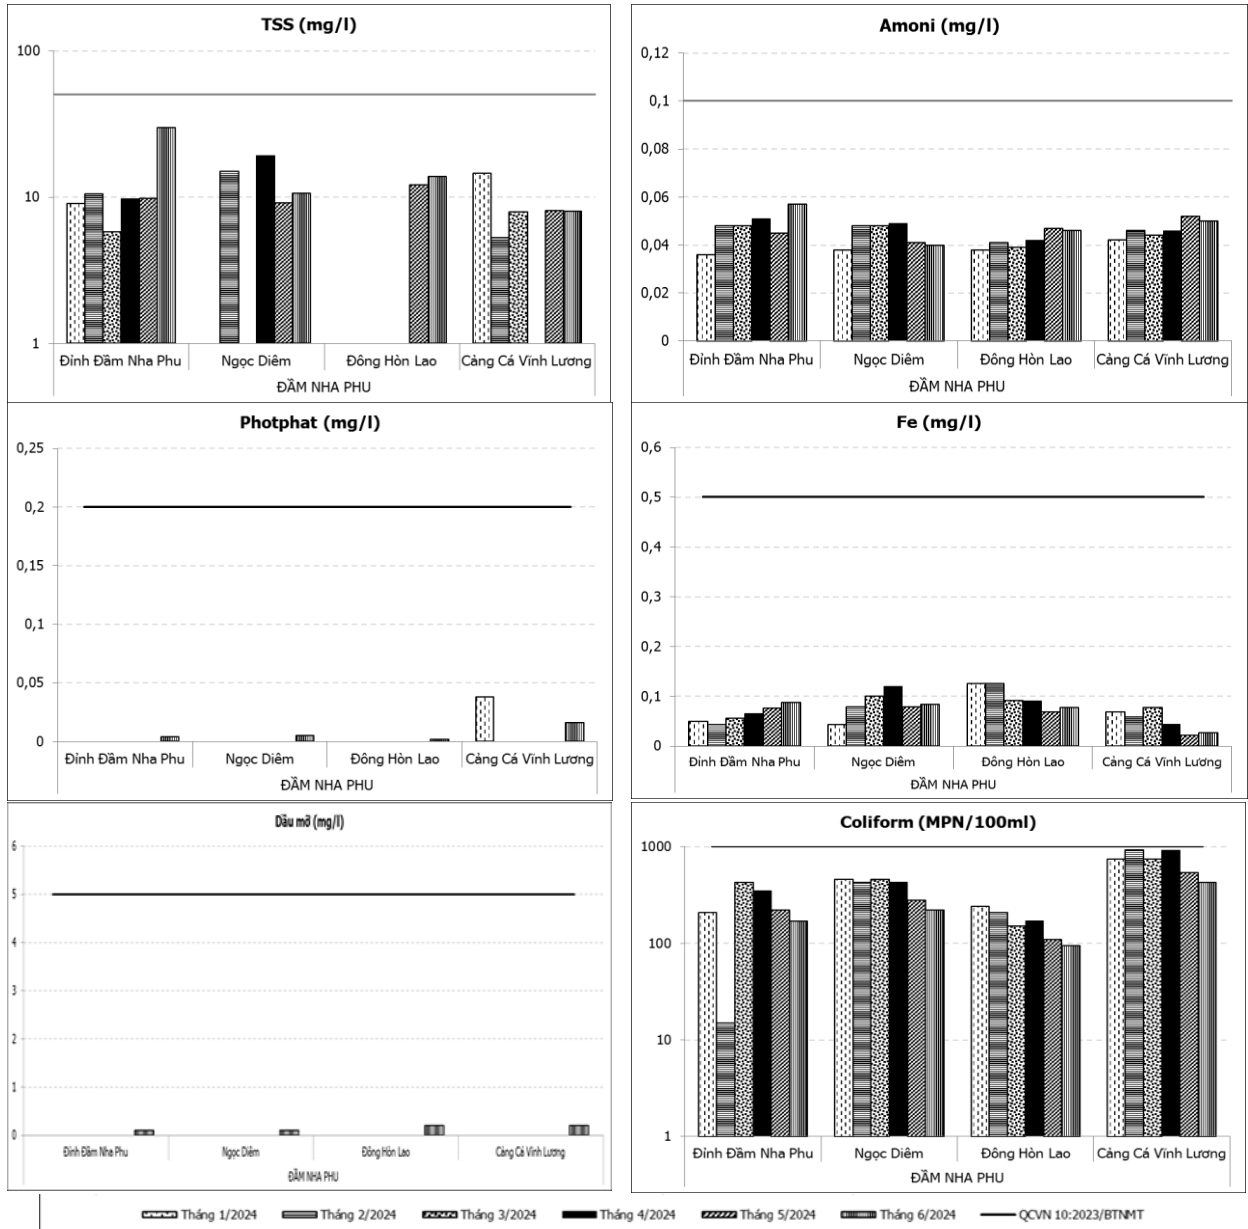 TSS (mg/l)
100
10
1
Đỉnh Đầm Nha Phu Ngọc Diêm Đông Hòn Lao Cảng Cá Vĩnh Lương
ĐẦM NHA PHU
Amoni (mg/l)
0,12
0,1
0,08
0,06
0,04
0,02
0
Đỉnh Đầm Nha Phu Ngọc Diêm Đông Hòn Lao Cảng Cá Vĩnh Lương
ĐẦM NHA PHU
Photphat (mg/l)
0,25
0,2
0,15
0,1
0,05
0
Đỉnh Đầm Nha Phu Ngọc Diêm Đông Hòn Lao Cảng Cá Vĩnh Lương
ĐẦM NHA PHU
Fe (mg/l)
0,6
0,5
0,4
0,3
0,2
0,1
0
Đỉnh Đầm Nha Phu Ngọc Diêm Đông Hòn Lao Cảng Cá Vĩnh Lương
ĐẦM NHA PHU
Dầu mỡ (mg/l)
6
5
4
3
2
1
0
Đỉnh Đầm Nha Phu Ngọc Diêm Đông Hòn Lao Cảng Cá Vĩnh Lương
ĐẦM NHA PHU
Coliform (MPN/100ml)
1000
100
10
1
Đỉnh Đầm Nha Phu Ngọc Diêm Đông Hòn Lao Cảng Cá Vĩnh Lương
ĐẦM NHA PHU
Tháng 1/2024 Tháng 2/2024 Tháng 3/2024 Tháng 4/2024 Tháng 5/2024 Tháng 6/2024 QCVN 10:2023/BTNMT